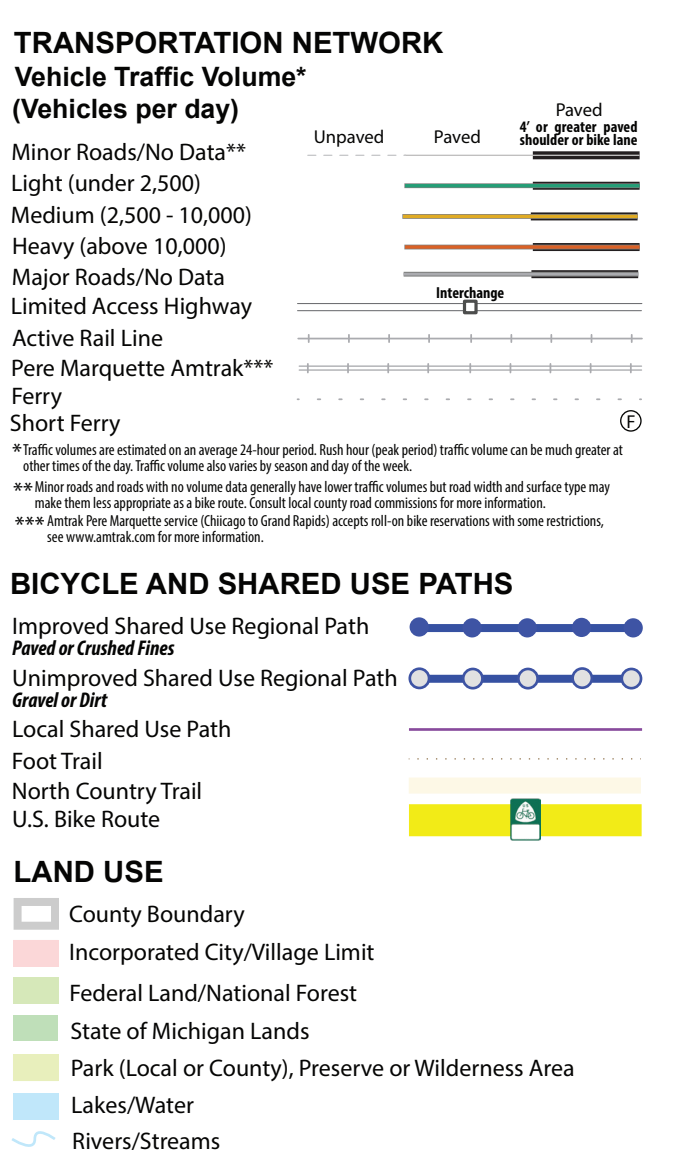 TRANSPORTATION NETWORK
Vehicle Traffic Volume*
(Vehicles per day)
Unpaved
Paved
Paved
4' or greater paved
shoulder or bike lane
Minor Roads/No Data**
Light (under 2,500)
Medium (2,500 - 10,000)
Heavy (above 10,000)
Major Roads/No Data
Interchange
Limited Access Highway
Active Rail Line
Pere Marquette Amtrak***
Ferry
Short Ferry
F
* Traffic volumes are estimated on an average 24-hour period. Rush hour (peak period) traffic volume can be much greater at
other times of the day. Traffic volume also varies by season and day of the week.
** Minor roads and roads with no volume data generally have lower traffic volumes but road width and surface type may
make them less appropriate as a bike route. Consult local county road commissions for more information.
*** Amtrak Pere Marquette service (Chiicago to Grand Rapids) accepts roll-on bike reservations with some restrictions,
see www.amtrak.com for more information.
BICYCLE AND SHARED USE PATHS
Improved Shared Use Regional Path
Paved or Crushed Fines
Unimproved Shared Use Regional Path
Gravel or Dirt
Local Shared Use Path
Foot Trail
North Country Trail
U.S. Bike Route
LAND USE
County Boundary
Incorporated City/Village Limit
Federal Land/National Forest
State of Michigan Lands
Park (Local or County), Preserve or Wilderness Area
Lakes/Water
Rivers/Streams